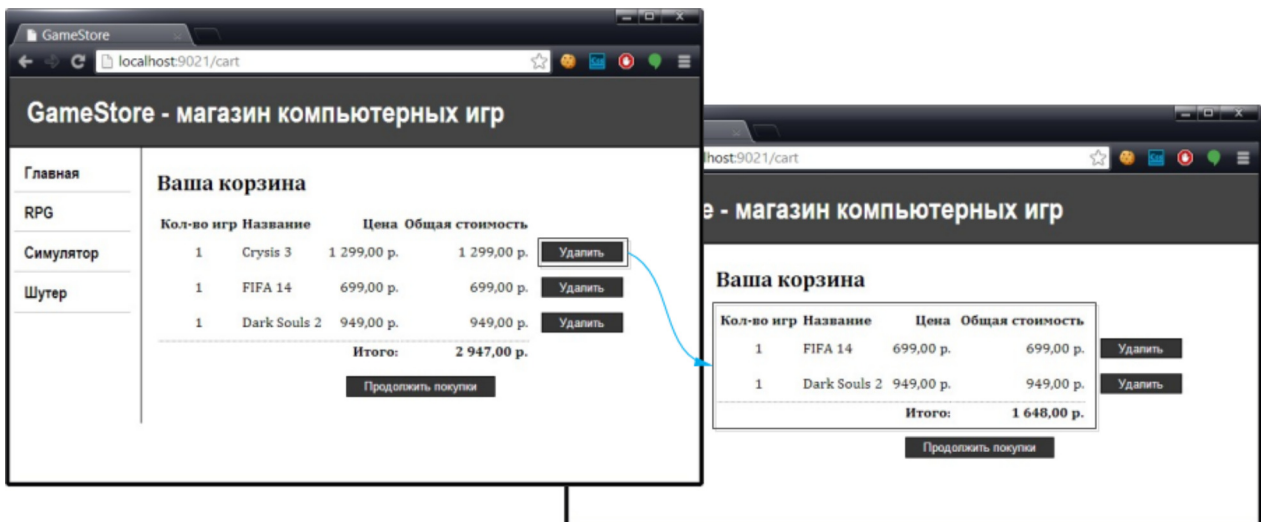 GameStore
localhost:9021/cart
GameStore - магазин компьютерных игр
Главная
RPG
Симулятор
Шутер
Ваша корзина
Кол-во игр Название Цена Общая стоимость
1 Crysis 3 1 299,00 р. 1 299,00 р. Удалить
1 FIFA 14 699,00 р. 699,00 р. Удалить
1 Dark Souls 2 949,00 р. 949,00 р. Удалить
Итого: 2 947,00 р.
Продолжить покупки
lhost:9021/cart
e - магазин компьютерных игр
Ваша корзина
Кол-во игр Название Цена Общая стоимость
1 FIFA 14 699,00 р. 699,00 р. Удалить
1 Dark Souls 2 949,00 р. 949,00 р. Удалить
Итого: 1 648,00 р.
Продолжить покупки